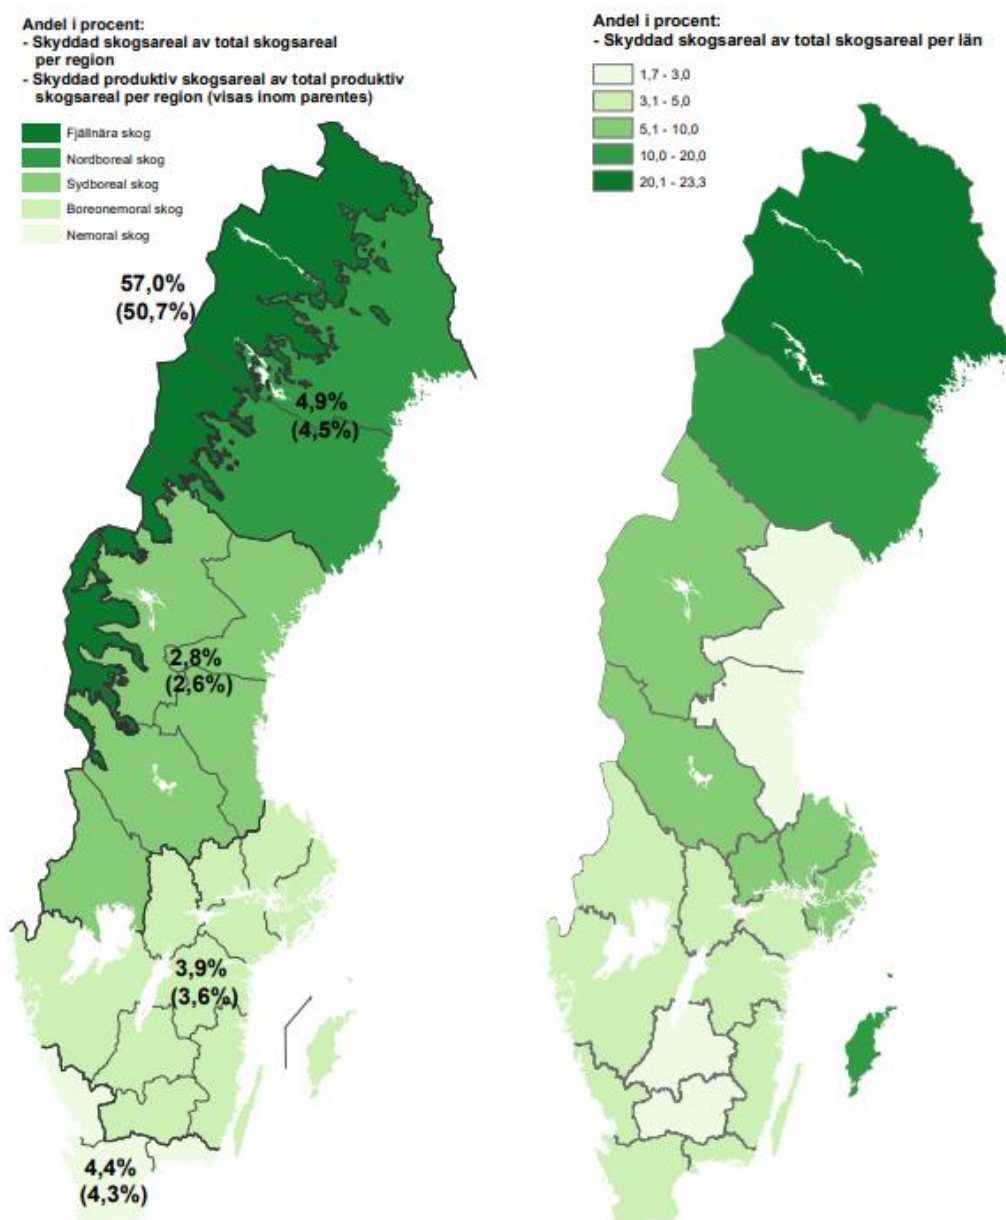 Andel i procent:
- Skyddad skogsareal av total skogsareal
per region
- Skyddad produktiv skogsareal av total produktiv
skogsareal per region (visas inom parentes)
Fjällnära skog
Nordboreal skog
Sydboreal skog
Boreonemoral skog
Nemoral skog
57,0%
(50,7%)
4,9%
(4,5%)
2,8%
(2,6%)
3,9%
(3,6%)
4,4%
(4,3%)
Andel i procent:
- Skyddad skogsareal av total skogsareal per län
1,7 - 3,0
3,1 - 5,0
5,1 - 10,0
10,0 - 20,0
20,1 - 23,3